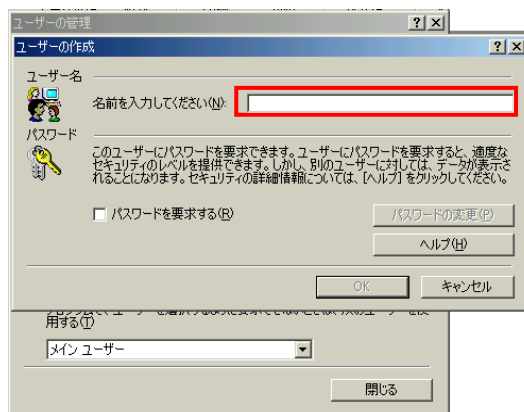 ユーザーの管理
ユーザーの作成
ユーザー名
名前を入力してください(N):
パスワード
このユーザーにパスワードを要求できます。ユーザーにパスワードを要求すると、適度な
セキュリティのレベルを提供できます。しかし、別のユーザーに対しては、データが表示さ
れることになります。セキュリティの詳細情報については、[ヘルプ] をクリックしてください。
パスワードを要求する(R)
パスワードの変更(P)
ヘルプ(H)
OK
キャンセル
用する(T)
メイン ユーザー
閉じる